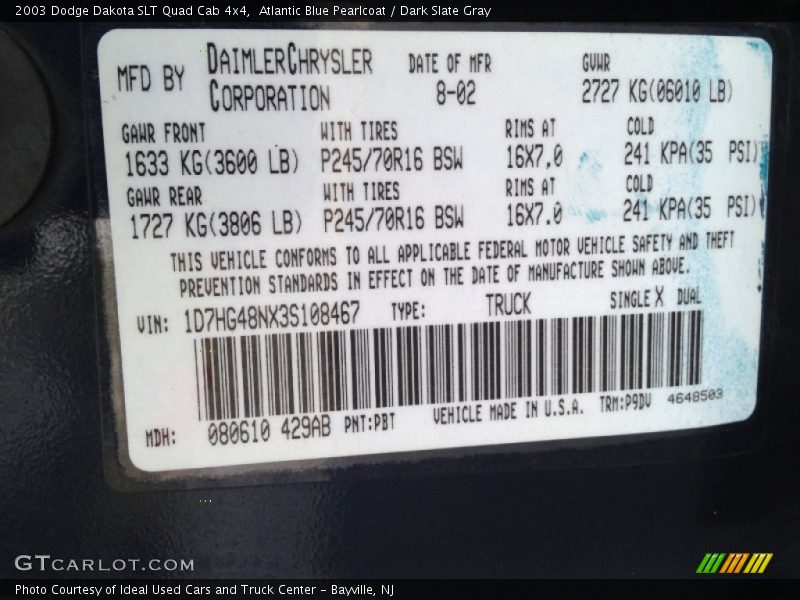 2003 Dodge Dakota SLT Quad Cab 4x4,  Atlantic Blue Pearlcoat / Dark Slate Gray
MFD BY DAIMLERCHRYSLER CORPORATION DATE OF MFR 8-02 GVWR 2727 KG(06010 LB)
GAWR FRONT WITH TIRES RIMS AT COLD
1633 KG(3600 LB) P245/70R16 BSW 16X7.0 241 KPA(35 PSI)
GAWR REAR WITH TIRES RIMS AT COLD
1727 KG(3806 LB) P245/70R16 BSW 16X7.0 241 KPA(35 PSI)
THIS VEHICLE CONFORMS TO ALL APPLICABLE FEDERAL MOTOR VEHICLE SAFETY AND THEFT
PREVENTION STANDARDS IN EFFECT ON THE DATE OF MANUFACTURE SHOWN ABOVE.
VIN: 1D7HG48NX3S108467 TYPE: TRUCK SINGLE X DUAL
MDH: 080610 429AB PNT:PBT VEHICLE MADE IN U.S.A. TRM:P9DV 4648503
GTCARLOT.COM
Photo Courtesy of Ideal Used Cars and Truck Center – Bayville, NJ